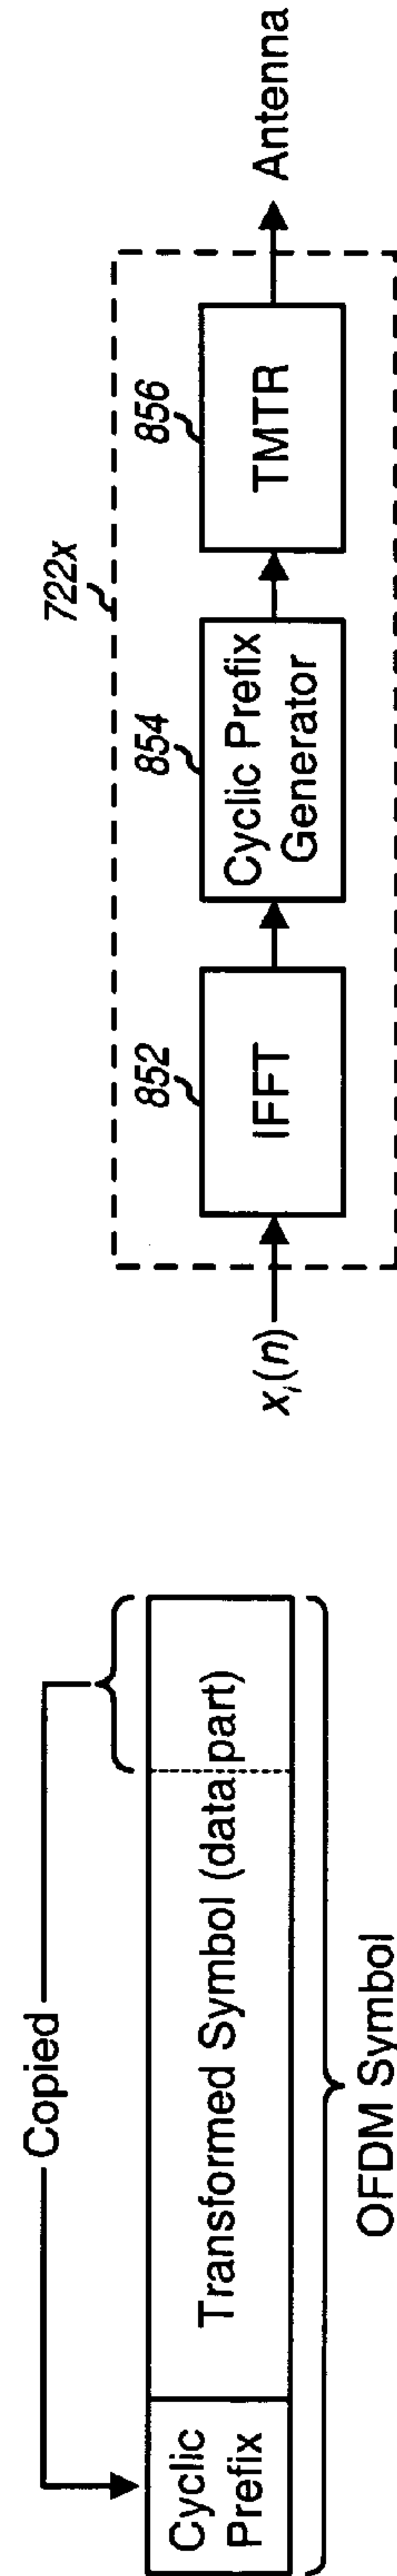 Copied
Cyclic
Prefix
Transformed Symbol (data part)
OFDM Symbol
722x
x_i(n)
852
IFFT
854
Cyclic Prefix
Generator
856
TMTR
Antenna